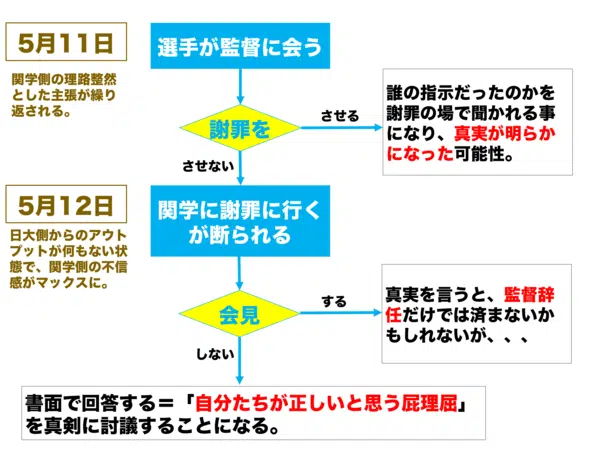 5月11日
関学側の理路整然
とした主張が繰り
返される。
選手が監督に会う
謝罪を
させる
誰の指示だったのかを
謝罪の場で聞かれる事
になり、真実が明らか
になった可能性。
させない
5月12日
日大側からのアウト
プットが何もない状
態で、関学側の不信
感がマックスに。
関学に謝罪に行く
が断られる
会見
する
真実を言うと、監督辞
任だけでは済まないか
もしれないが、、、
しない
書面で回答する＝「自分たちが正しいと思う屁理屈」
を真剣に討議することになる。